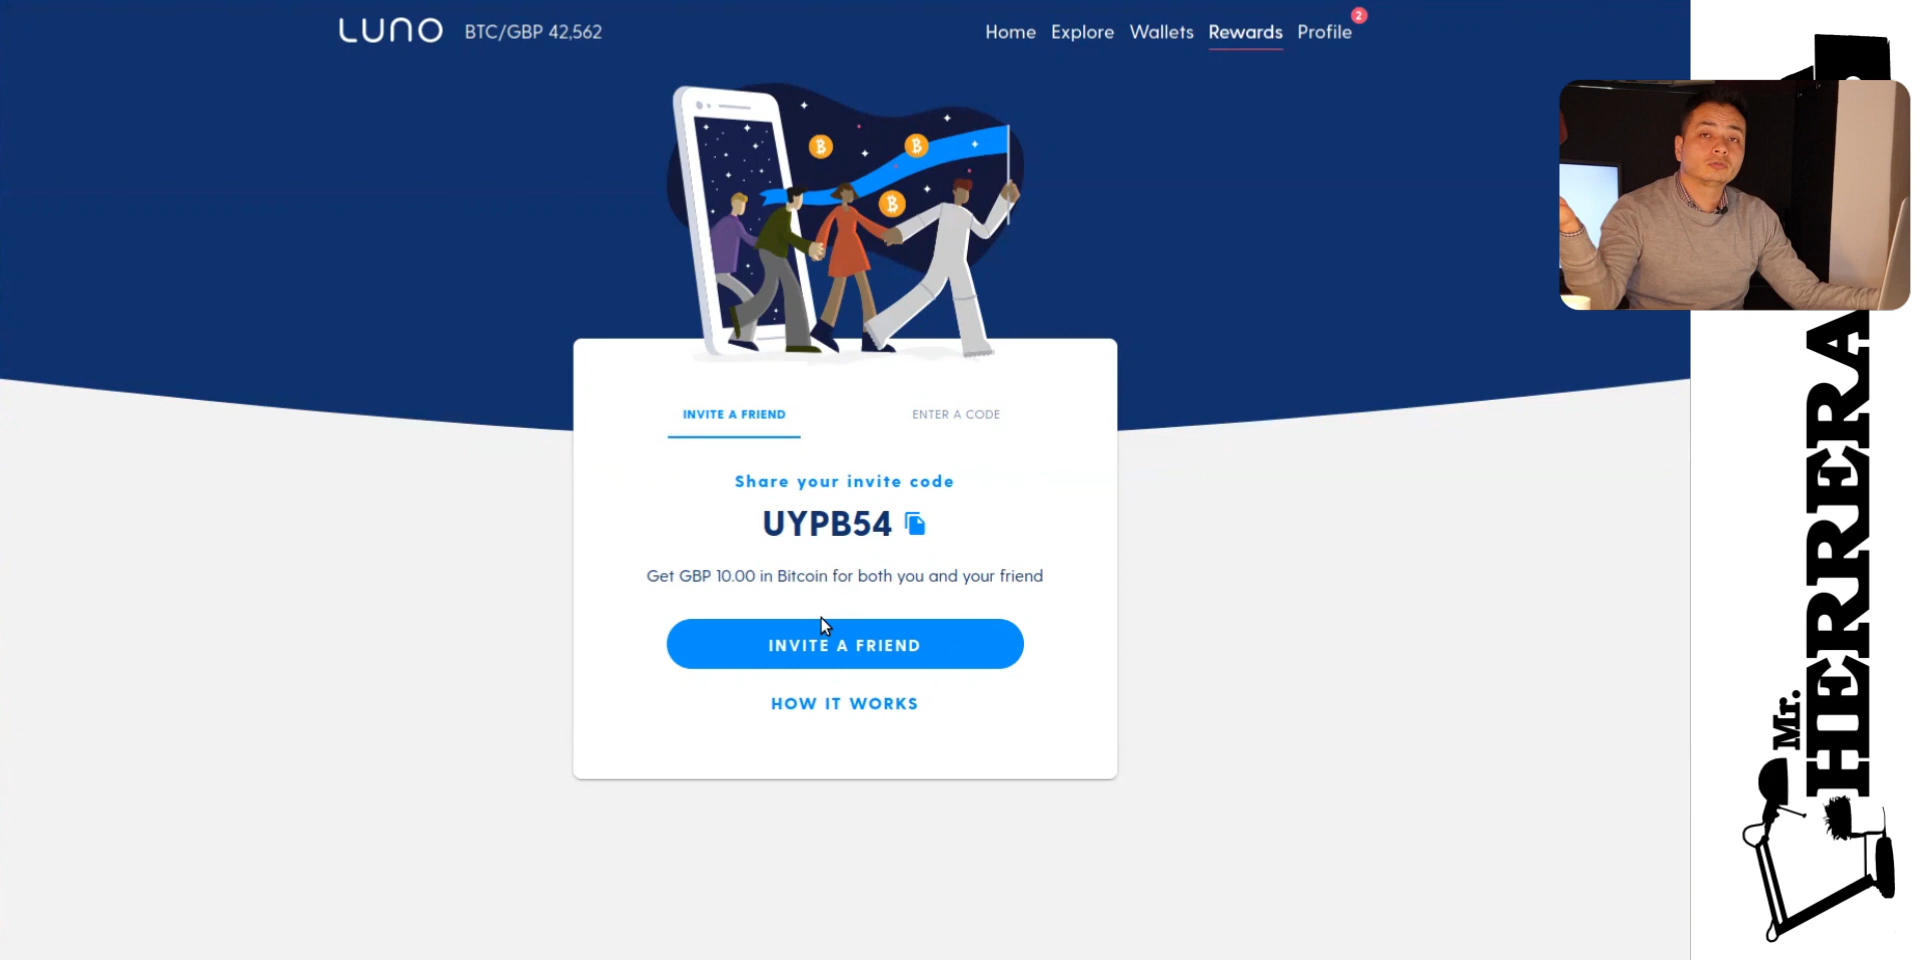 LUNO
BTC/GBP 42,562
Home Explore Wallets Rewards Profile
2
INVITE A FRIEND
ENTER A CODE
Share your invite code
UYPB54
Get GBP 10.00 in Bitcoin for both you and your friend
INVITE A FRIEND
HOW IT WORKS
Mr.
HERRERA